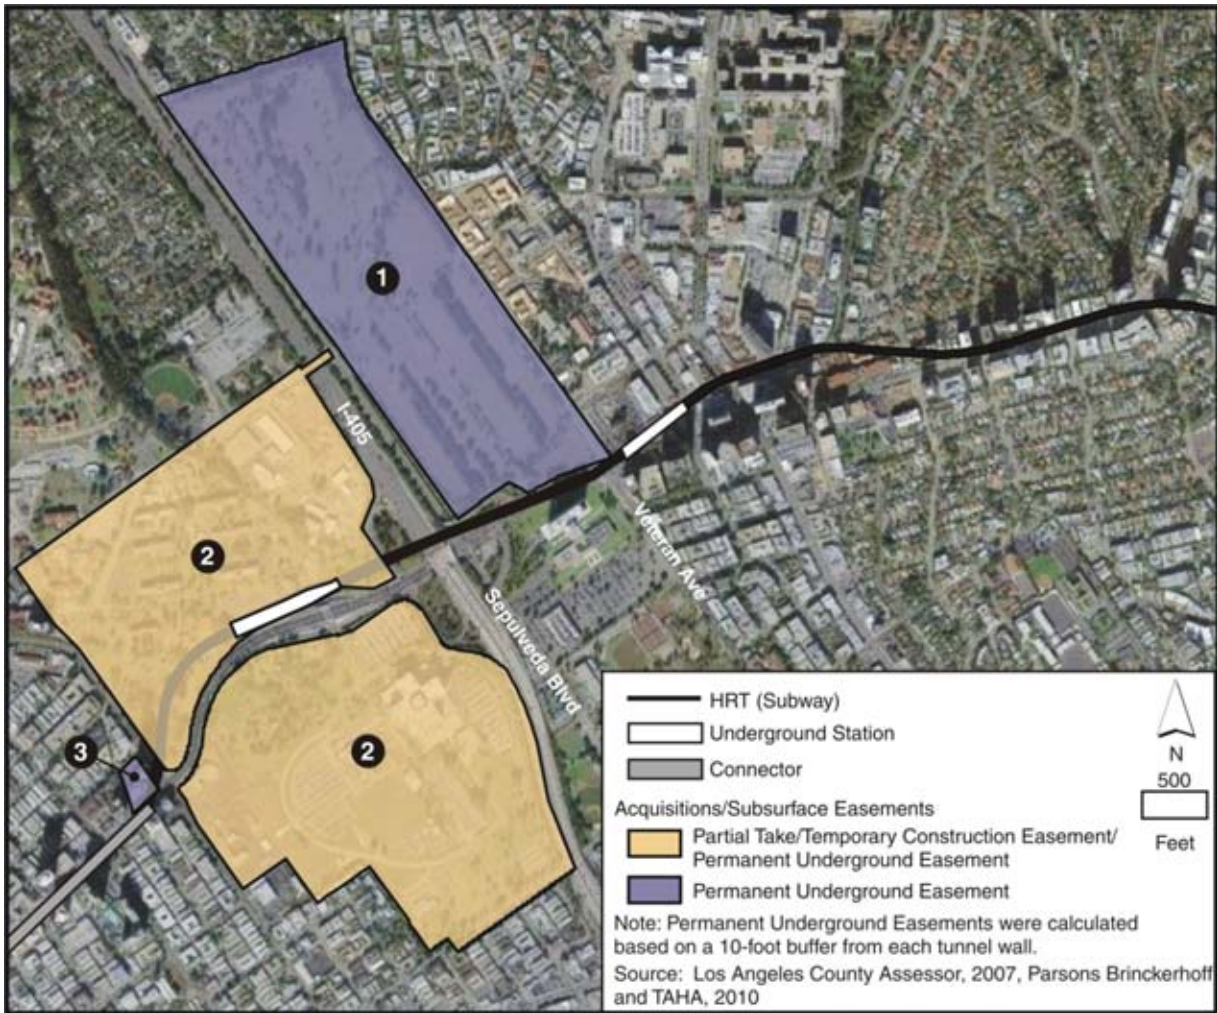 1
I-405
2
Veteran Ave
Sepulveda Blvd
2
3
HRT (Subway)
Underground Station
Connector
N
500
Feet
Acquisitions/Subsurface Easements
Partial Take/Temporary Construction Easement/
Permanent Underground Easement
Permanent Underground Easement
Note: Permanent Underground Easements were calculated
based on a 10-foot buffer from each tunnel wall.
Source: Los Angeles County Assessor, 2007, Parsons Brinckerhoff
and TAHA, 2010